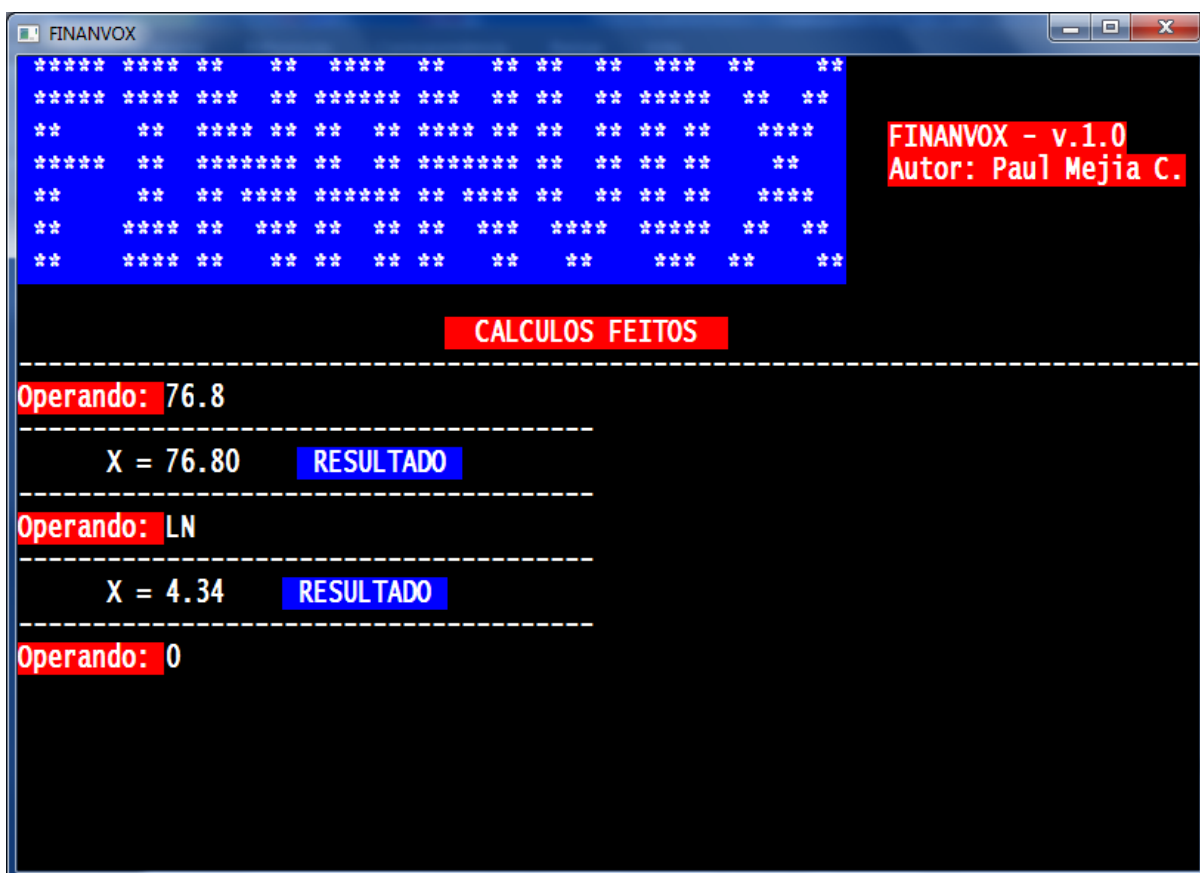 FINANVOX
***** **** **   **  ****  **   ** **  **  ***  **    **
***** **** ***  ** ****** ***  ** **  ** *****  **  **
**     **  **** ** **  ** **** ** **  ** ** **   ****
*****  **  ******* **  ** ******* **  ** ** **    **
**     **  ** **** ****** ** **** **  ** ** **   ****
**    **** **  *** **  ** **  ***  ****  *****  **  **
**    **** **   ** **  ** **   **   **    ***  **    **
FINANVOX - v.1.0
Autor: Paul Mejia C.
CALCULOS FEITOS
--------------------------------------------------------------------------------
Operando: 76.8
---------------------------------------
X = 76.80 RESULTADO
---------------------------------------
Operando: LN
---------------------------------------
X = 4.34 RESULTADO
---------------------------------------
Operando: 0